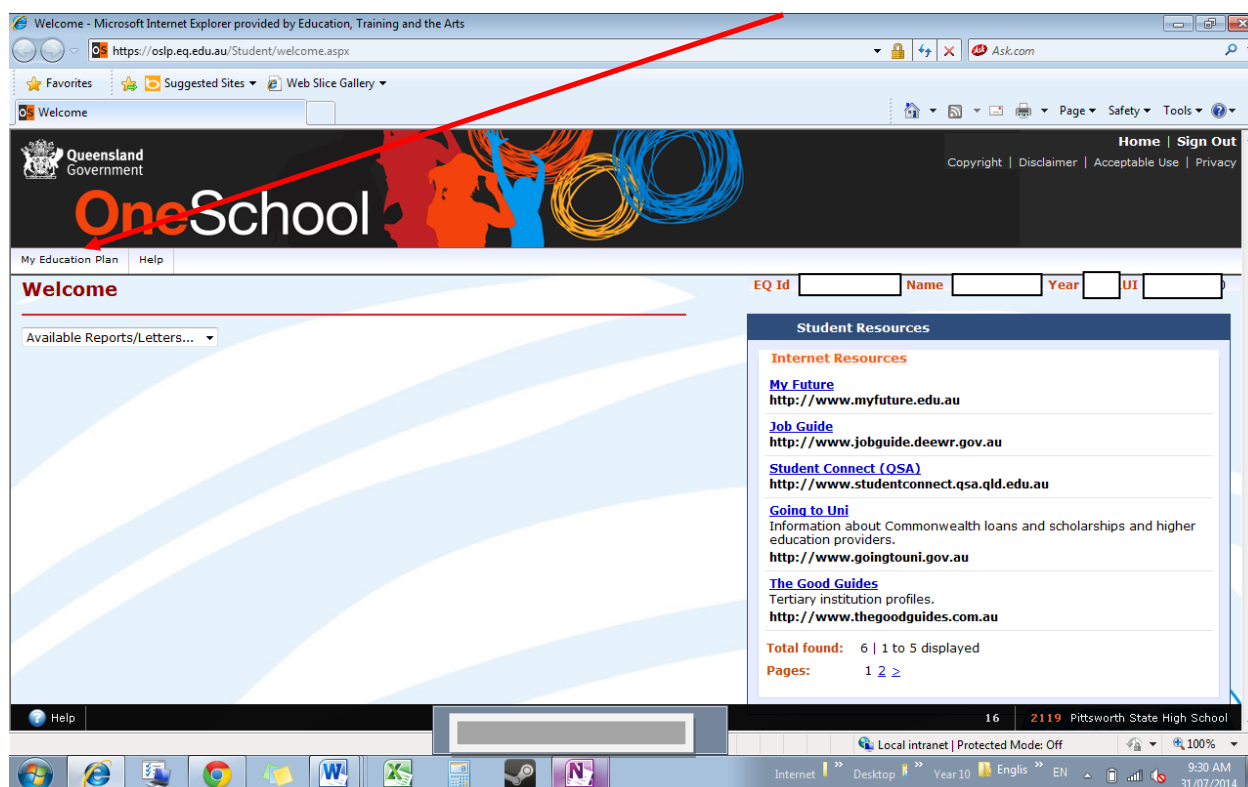 Welcome - Microsoft Internet Explorer provided by Education, Training and the Arts
OS https://oslp.eq.edu.au/Student/welcome.aspx Ask.com
Favorites Suggested Sites Web Slice Gallery
OS Welcome Page Safety Tools
Home | Sign Out
Queensland
Government
Copyright | Disclaimer | Acceptable Use | Privacy
OneSchool
My Education Plan Help
Welcome
EQ Id Name Year UI
Available Reports/Letters...
Student Resources
Internet Resources
My Future
http://www.myfuture.edu.au
Job Guide
http://www.jobguide.deewr.gov.au
Student Connect (QSA)
http://www.studentconnect.qsa.qld.edu.au
Going to Uni
Information about Commonwealth loans and scholarships and higher
education providers.
http://www.goingtouni.gov.au
The Good Guides
Tertiary institution profiles.
http://www.thegoodguides.com.au
Total found: 6 | 1 to 5 displayed
Pages: 1 2 >
Help 16 2119 Pittsworth State High School
Local intranet | Protected Mode: Off 100%
Internet » Desktop » Year 10 Englis » EN 9:30 AM
31/07/2014